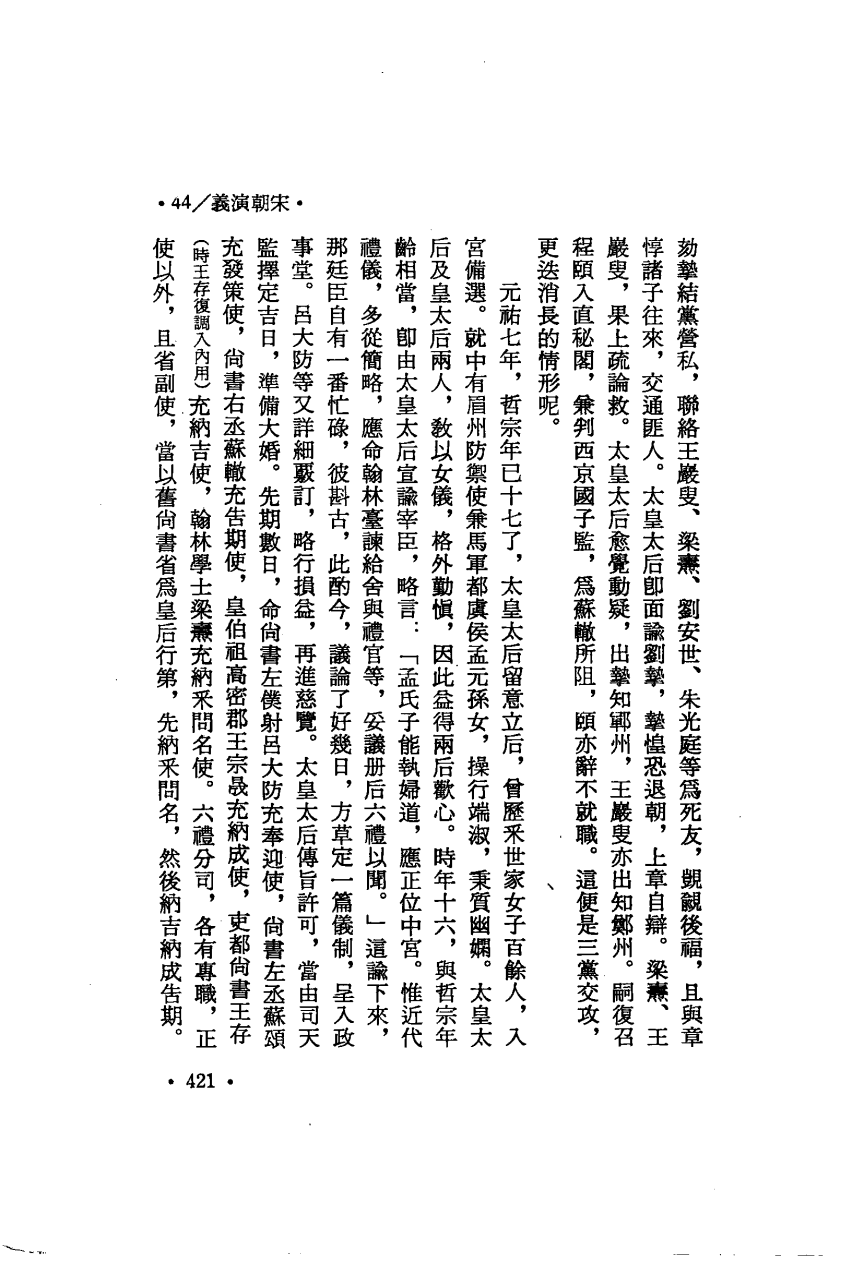 •44／義演朝宋•
劾摯結黨營私，聯絡王巖叟、梁燾、劉安世、朱光庭等爲死友，覬覦後福，且與章
惇諸子往來，交通匪人。太皇太后卽面諭劉摯，摯惶恐退朝，上章自辯。梁燾、王
巖叟，果上疏論救。太皇太后愈覺動疑，出摯知鄆州，王巖叟亦出知鄭州。嗣復召
程頤入直秘閣，兼判西京國子監，爲蘇轍所阻，頤亦辭不就職。這便是三黨交攻，
更迭消長的情形呢。
元祐七年，哲宗年已十七了，太皇太后留意立后，曾歷采世家女子百餘人，入
宮備選。就中有眉州防禦使兼馬軍都虞侯孟元孫女，操行端淑，秉質幽嫻。太皇太
后及皇太后兩人，敎以女儀，格外勤愼，因此益得兩后歡心。時年十六，與哲宗年
齡相當，卽由太皇太后宣諭宰臣，略言：「孟氏子能執婦道，應正位中宮。惟近代
禮儀，多從簡略，應命翰林臺諫給舍與禮官等，妥議册后六禮以聞。」這諭下來，
那廷臣自有一番忙碌，彼斟古，此酌今，議論了好幾日，方草定一篇儀制，呈入政
事堂。呂大防等又詳細覈訂，略行損益，再進慈覽。太皇太后傳旨許可，當由司天
監擇定吉日，準備大婚。先期數日，命尙書左僕射呂大防充奉迎使，尙書左丞蘇頌
充發策使，尙書右丞蘇轍充告期使，皇伯祖高密郡王宗晟充納成使，吏都尙書王存
（時王存復調入內用）充納吉使，翰林學士梁燾充納釆問名使。六禮分司，各有專職，正
使以外，且省副使，當以舊尙書省爲皇后行第，先納釆問名，然後納吉納成告期。
•421•